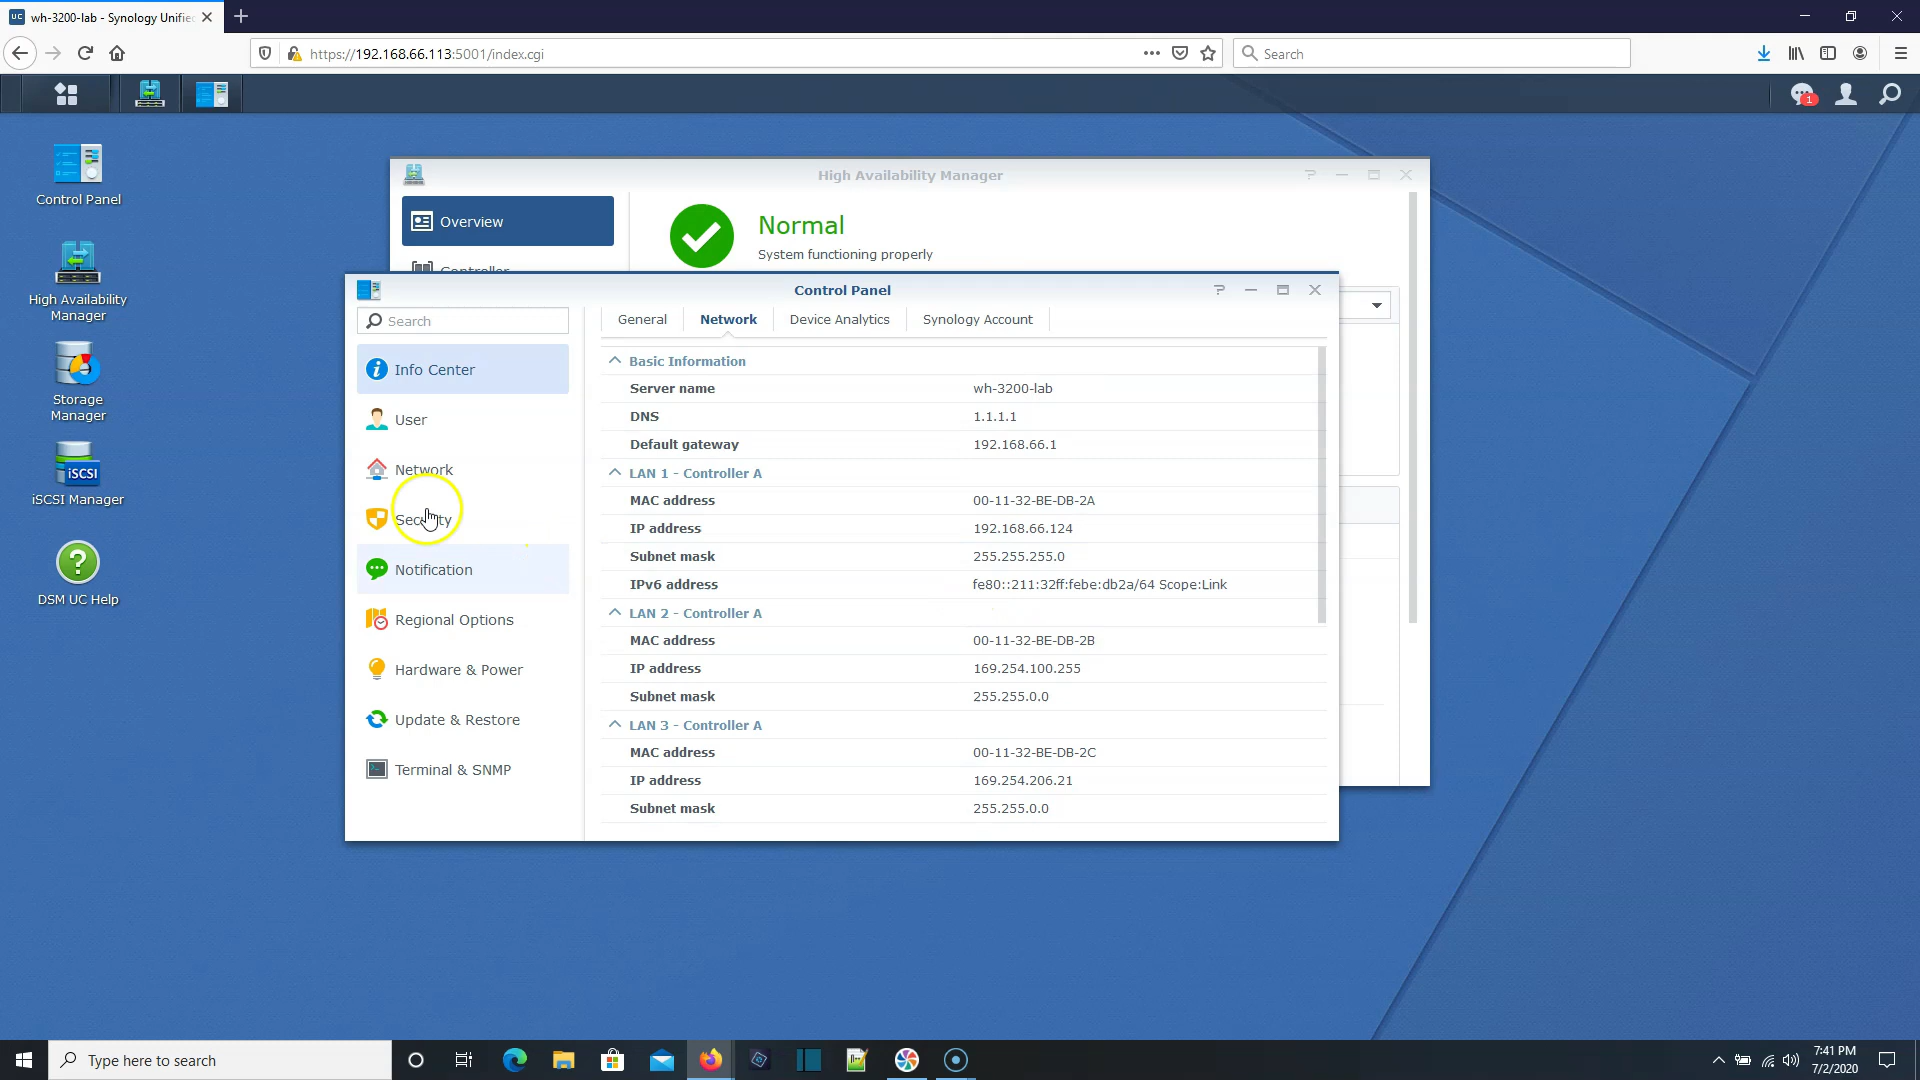 UC wh-3200-lab - Synology Unifie
https://192.168.66.113:5001/index.cgi
Search
1
Control Panel
High Availability
Manager
Storage
Manager
iSCSI
iSCSI Manager
DSM UC Help
High Availability Manager
Overview
Normal
System functioning properly
Controller
Control Panel
Search
Info Center
User
Network
Security
Notification
Regional Options
Hardware & Power
Update & Restore
Terminal & SNMP
General Network Device Analytics Synology Account
Basic Information
Server name wh-3200-lab
DNS 1.1.1.1
Default gateway 192.168.66.1
LAN 1 - Controller A
MAC address 00-11-32-BE-DB-2A
IP address 192.168.66.124
Subnet mask 255.255.255.0
IPv6 address fe80::211:32ff:febe:db2a/64 Scope:Link
LAN 2 - Controller A
MAC address 00-11-32-BE-DB-2B
IP address 169.254.100.255
Subnet mask 255.255.0.0
LAN 3 - Controller A
MAC address 00-11-32-BE-DB-2C
IP address 169.254.206.21
Subnet mask 255.255.0.0
Type here to search
7:41 PM
7/2/2020